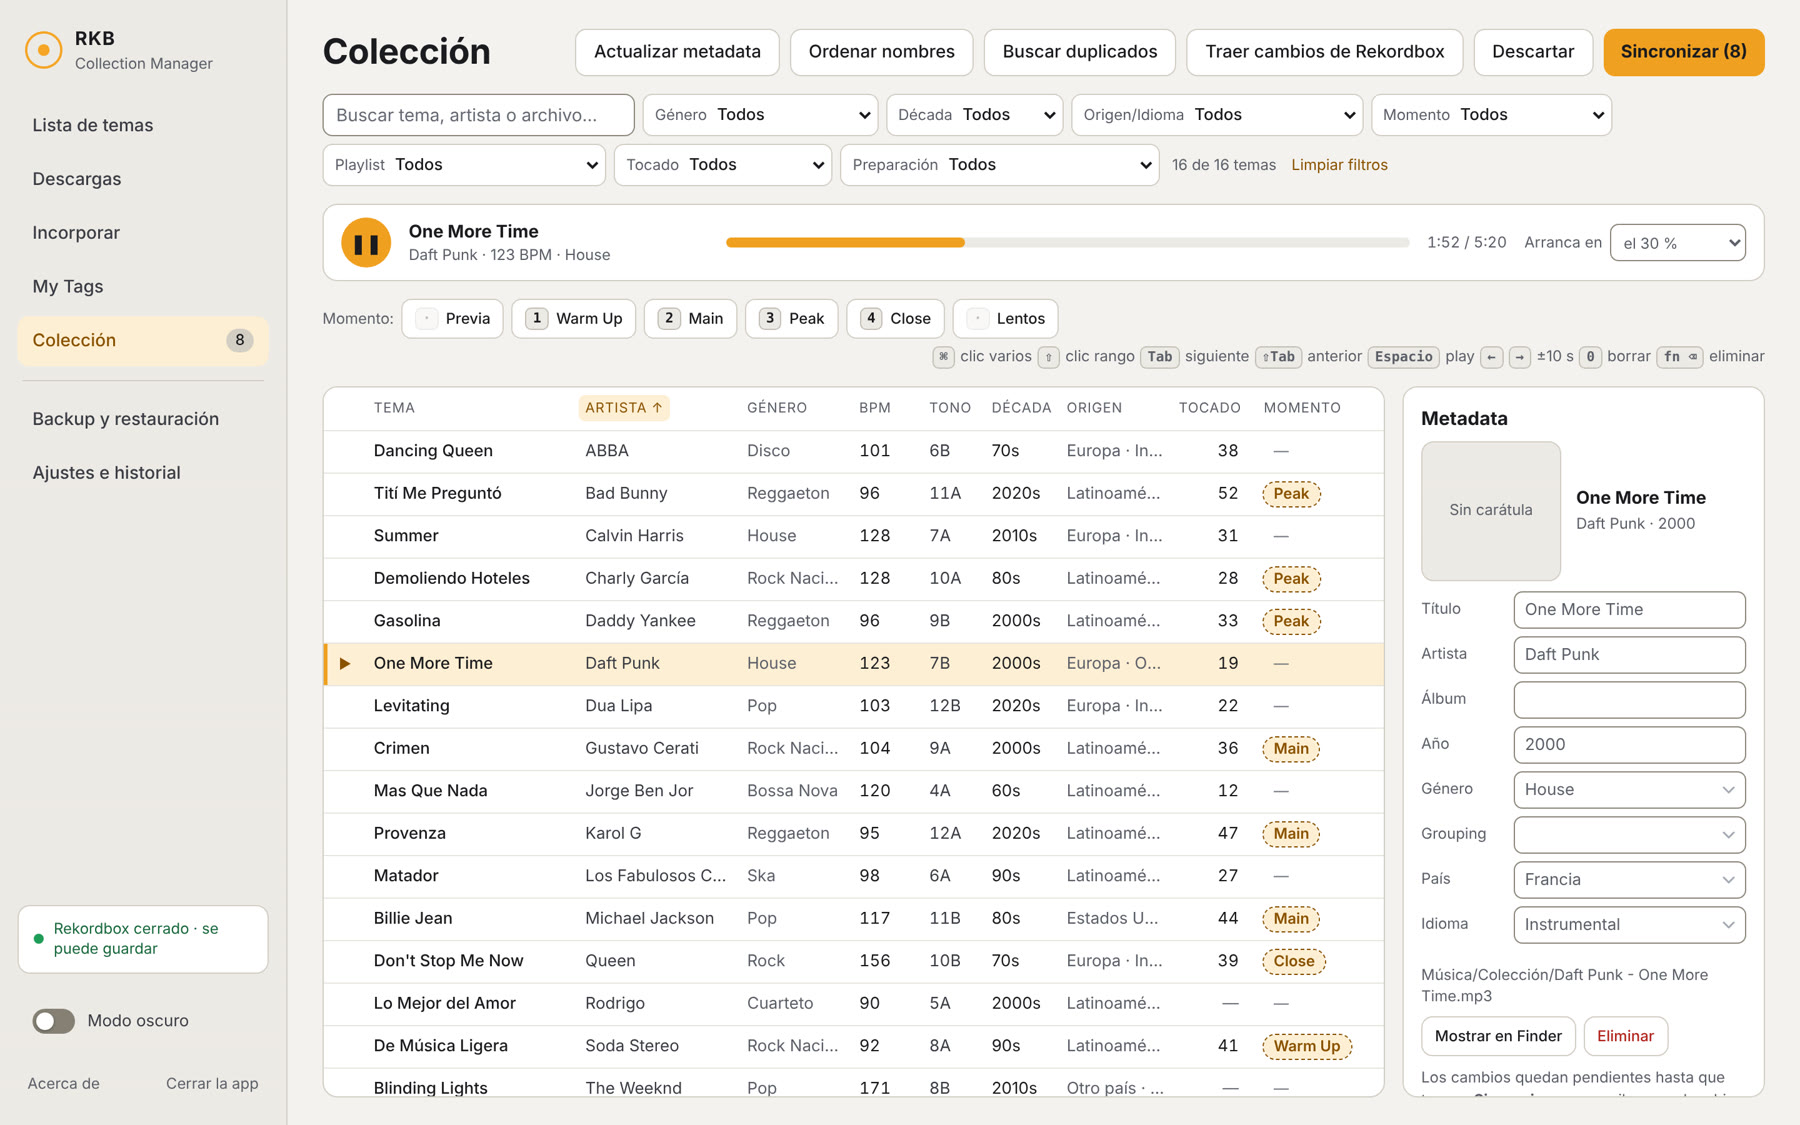 RKB
Collection Manager
Lista de temas
Descargas
Incorporar
My Tags
Colección 8
Backup y restauración
Ajustes e historial
Rekordbox cerrado · se
puede guardar
Modo oscuro
Acerca de Cerrar la app
Colección
Actualizar metadata Ordenar nombres Buscar duplicados Traer cambios de Rekordbox Descartar Sincronizar (8)
Buscar tema, artista o archivo... Género Todos Década Todos Origen/Idioma Todos Momento Todos
Playlist Todos Tocado Todos Preparación Todos 16 de 16 temas Limpiar filtros
One More Time
Daft Punk · 123 BPM · House
1:52 / 5:20 Arranca en el 30 %
Momento: · Previa 1 Warm Up 2 Main 3 Peak 4 Close · Lentos
⌘ clic varios ⇧ clic rango Tab siguiente ⇧Tab anterior Espacio play ← → ±10 s 0 borrar fn ⌫ eliminar
TEMA ARTISTA ↑ GÉNERO BPM TONO DÉCADA ORIGEN TOCADO MOMENTO
Dancing Queen ABBA Disco 101 6B 70s Europa · In... 38 —
Tití Me Preguntó Bad Bunny Reggaeton 96 11A 2020s Latinoamé... 52 Peak
Summer Calvin Harris House 128 7A 2010s Europa · In... 31 —
Demoliendo Hoteles Charly García Rock Naci... 128 10A 80s Latinoamé... 28 Peak
Gasolina Daddy Yankee Reggaeton 96 9B 2000s Latinoamé... 33 Peak
One More Time Daft Punk House 123 7B 2000s Europa · O... 19 —
Levitating Dua Lipa Pop 103 12B 2020s Europa · In... 22 —
Crimen Gustavo Cerati Rock Naci... 104 9A 2000s Latinoamé... 36 Main
Mas Que Nada Jorge Ben Jor Bossa Nova 120 4A 60s Latinoamé... 12 —
Provenza Karol G Reggaeton 95 12A 2020s Latinoamé... 47 Main
Matador Los Fabulosos C... Ska 98 6A 90s Latinoamé... 27 —
Billie Jean Michael Jackson Pop 117 11B 80s Estados U... 44 Main
Don't Stop Me Now Queen Rock 156 10B 70s Europa · In... 39 Close
Lo Mejor del Amor Rodrigo Cuarteto 90 5A 2000s Latinoamé... — —
De Música Ligera Soda Stereo Rock Naci... 92 8A 90s Latinoamé... 41 Warm Up
Blinding Lights The Weeknd Pop 171 8B 2010s Otro país · ... — —
Metadata
Sin carátula
One More Time
Daft Punk · 2000
Título One More Time
Artista Daft Punk
Álbum
Año 2000
Género House
Grouping
País Francia
Idioma Instrumental
Música/Colección/Daft Punk - One More
Time.mp3
Mostrar en Finder Eliminar
Los cambios quedan pendientes hasta que